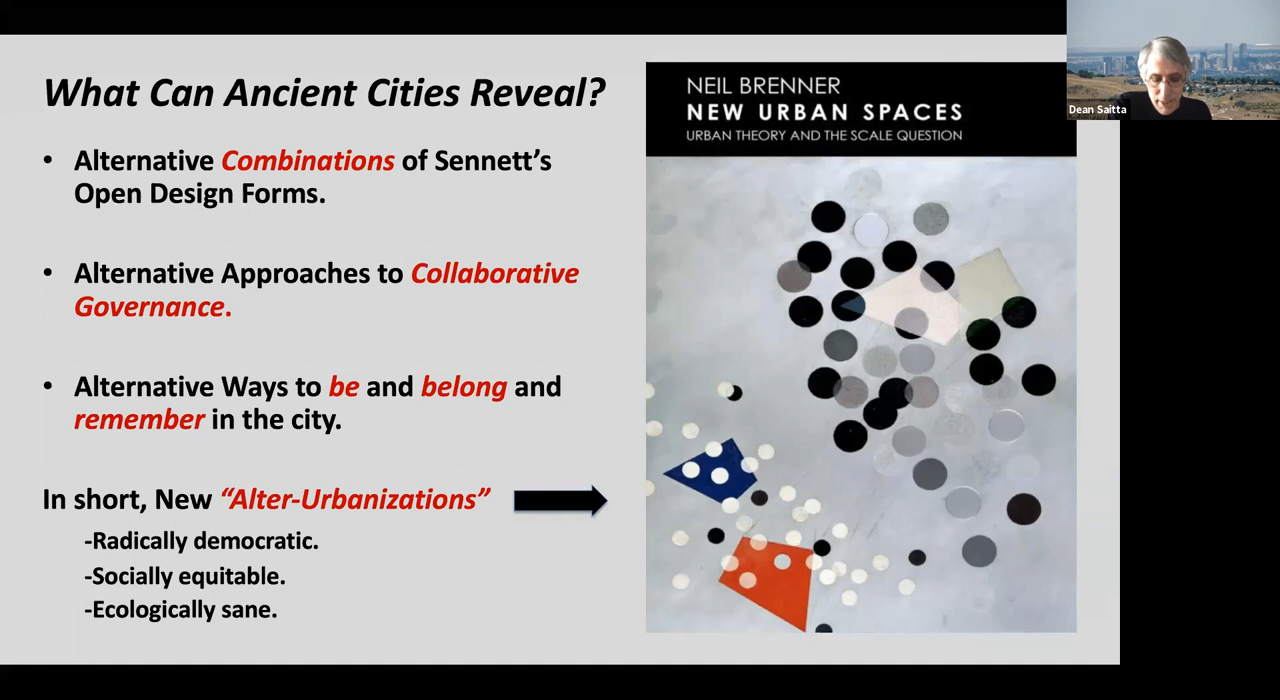 What Can Ancient Cities Reveal?
• Alternative Combinations of Sennett’s
Open Design Forms.
• Alternative Approaches to Collaborative
Governance.
• Alternative Ways to be and belong and
remember in the city.
In short, New “Alter-Urbanizations”
-Radically democratic.
-Socially equitable.
-Ecologically sane.
NEIL BRENNER
NEW URBAN SPACES
URBAN THEORY AND THE SCALE QUESTION
Dean Saitta